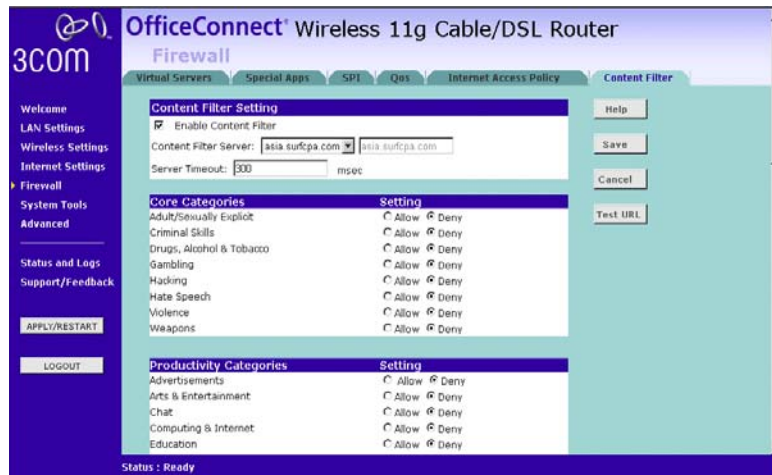 3COM
OfficeConnect Wireless 11g Cable/DSL Router
Firewall
Virtual Servers Special Apps SPI Qos Internet Access Policy Content Filter
Welcome
LAN Settings
Wireless Settings
Internet Settings
Firewall
System Tools
Advanced
Status and Logs
Support/Feedback
APPLY/RESTART
LOGOUT
Content Filter Setting
Enable Content Filter
Content Filter Server: asia.surfcpa.com asia.surfcpa.com
Server Timeout: 300 msec
Core Categories Setting
Adult/Sexually Explicit Allow Deny
Criminal Skills Allow Deny
Drugs, Alcohol & Tobacco Allow Deny
Gambling Allow Deny
Hacking Allow Deny
Hate Speech Allow Deny
Violence Allow Deny
Weapons Allow Deny
Productivity Categories Setting
Advertisements Allow Deny
Arts & Entertainment Allow Deny
Chat Allow Deny
Computing & Internet Allow Deny
Education Allow Deny
Help
Save
Cancel
Test URL
Status : Ready